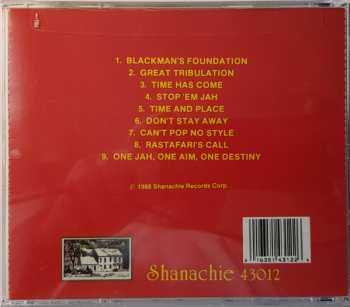 1. BLACKMAN'S FOUNDATION
2. GREAT TRIBULATION
3. TIME HAS COME
4. STOP 'EM JAH
5. TIME AND PLACE
6. DON'T STAY AWAY
7. CAN'T POP NO STYLE
8. RASTAFARI'S CALL
9. ONE JAH, ONE AIM, ONE DESTINY
℗ 1988 Shanachie Records Corp.
Shanachie 43012